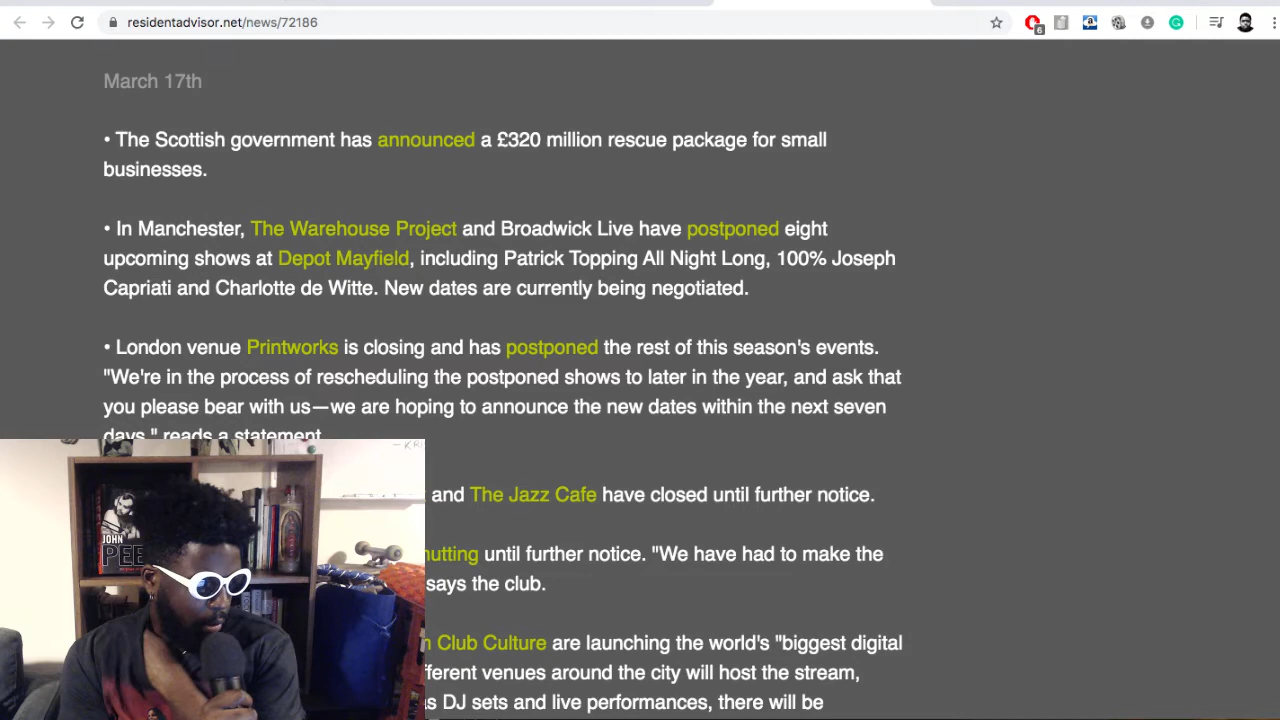 residentadvisor.net/news/72186
6
March 17th
• The Scottish government has announced a £320 million rescue package for small
businesses.
• In Manchester, The Warehouse Project and Broadwick Live have postponed eight
upcoming shows at Depot Mayfield, including Patrick Topping All Night Long, 100% Joseph
Capriati and Charlotte de Witte. New dates are currently being negotiated.
• London venue Printworks is closing and has postponed the rest of this season's events.
"We're in the process of rescheduling the postponed shows to later in the year, and ask that
you please bear with us—we are hoping to announce the new dates within the next seven
days," reads a statement.
and The Jazz Cafe have closed until further notice.
until further notice. "We have had to make the
says the club.
Club Culture are launching the world's "biggest digital
venues around the city will host the stream,
DJ sets and live performances, there will be
JOHN
PEE